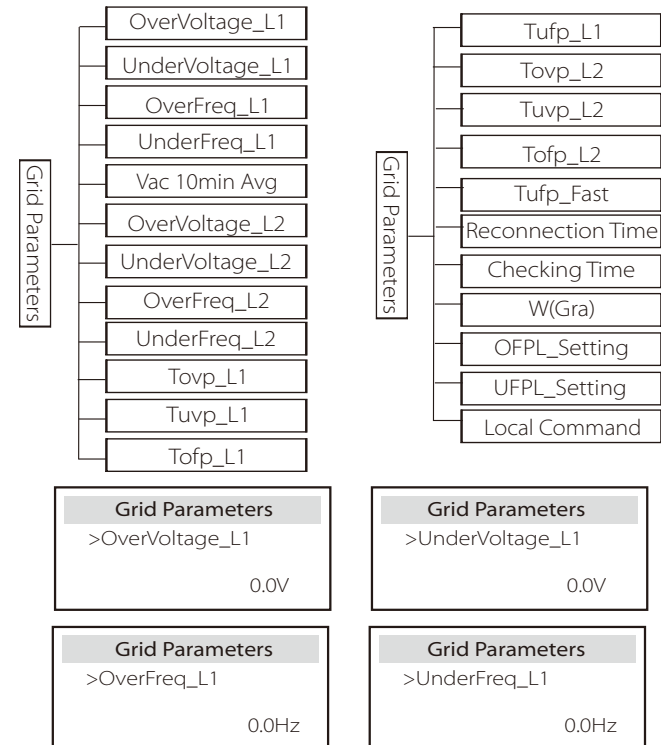 Grid Parameters
OverVoltage_L1
UnderVoltage_L1
OverFreq_L1
UnderFreq_L1
Vac 10min Avg
OverVoltage_L2
UnderVoltage_L2
OverFreq_L2
UnderFreq_L2
Tovp_L1
Tuvp_L1
Tofp_L1
Grid Parameters
Tufp_L1
Tovp_L2
Tuvp_L2
Tofp_L2
Tufp_Fast
Reconnection Time
Checking Time
W(Gra)
OFPL_Setting
UFPL_Setting
Local Command
Grid Parameters
>OverVoltage_L1
0.0V
Grid Parameters
>UnderVoltage_L1
0.0V
Grid Parameters
>OverFreq_L1
0.0Hz
Grid Parameters
>UnderFreq_L1
0.0Hz